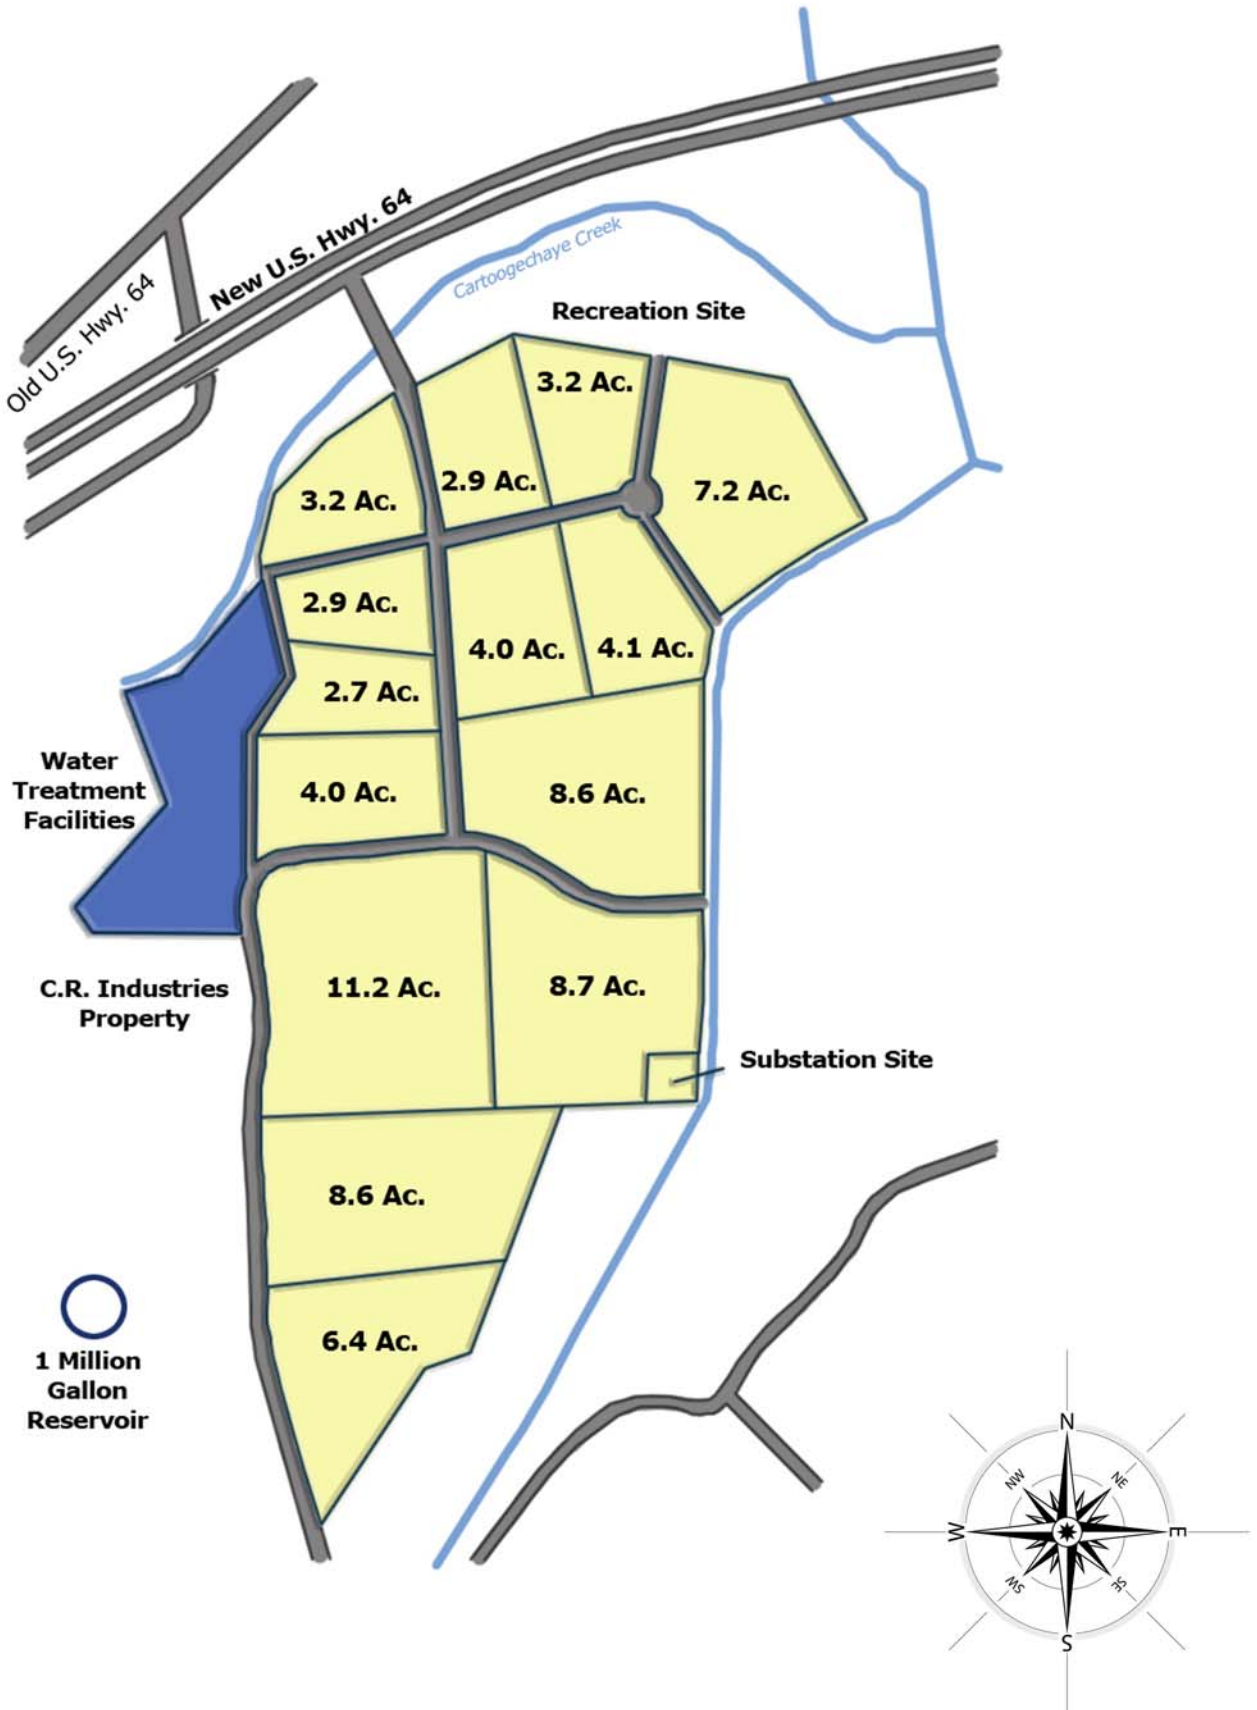 New U.S. Hwy. 64
Old U.S. Hwy. 64
Cartoogechaye Creek
Recreation Site
3.2 Ac.
2.9 Ac.
7.2 Ac.
3.2 Ac.
2.9 Ac.
4.0 Ac.
4.1 Ac.
2.7 Ac.
Water
Treatment
Facilities
4.0 Ac.
8.6 Ac.
C.R. Industries
Property
11.2 Ac.
8.7 Ac.
Substation Site
8.6 Ac.
6.4 Ac.
1 Million
Gallon
Reservoir
N
NW
NE
W
E
SW
SE
S